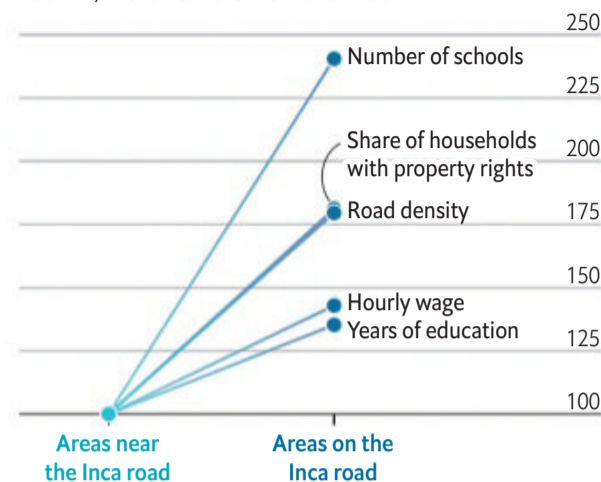 250
Number of schools
225
Share of households
with property rights
200
Road density
175
150
Hourly wage
Years of education
125
100
Areas near
the Inca road
Areas on the
Inca road